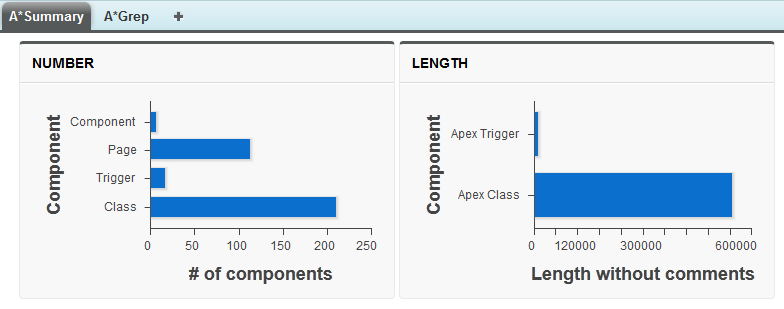 A*Summary A*Grep +
NUMBER
Component
Component
Page
Trigger
Class
0 50 100 150 200 250
# of components
LENGTH
Component
Apex Trigger
Apex Class
0 120000 300000 600000
Length without comments